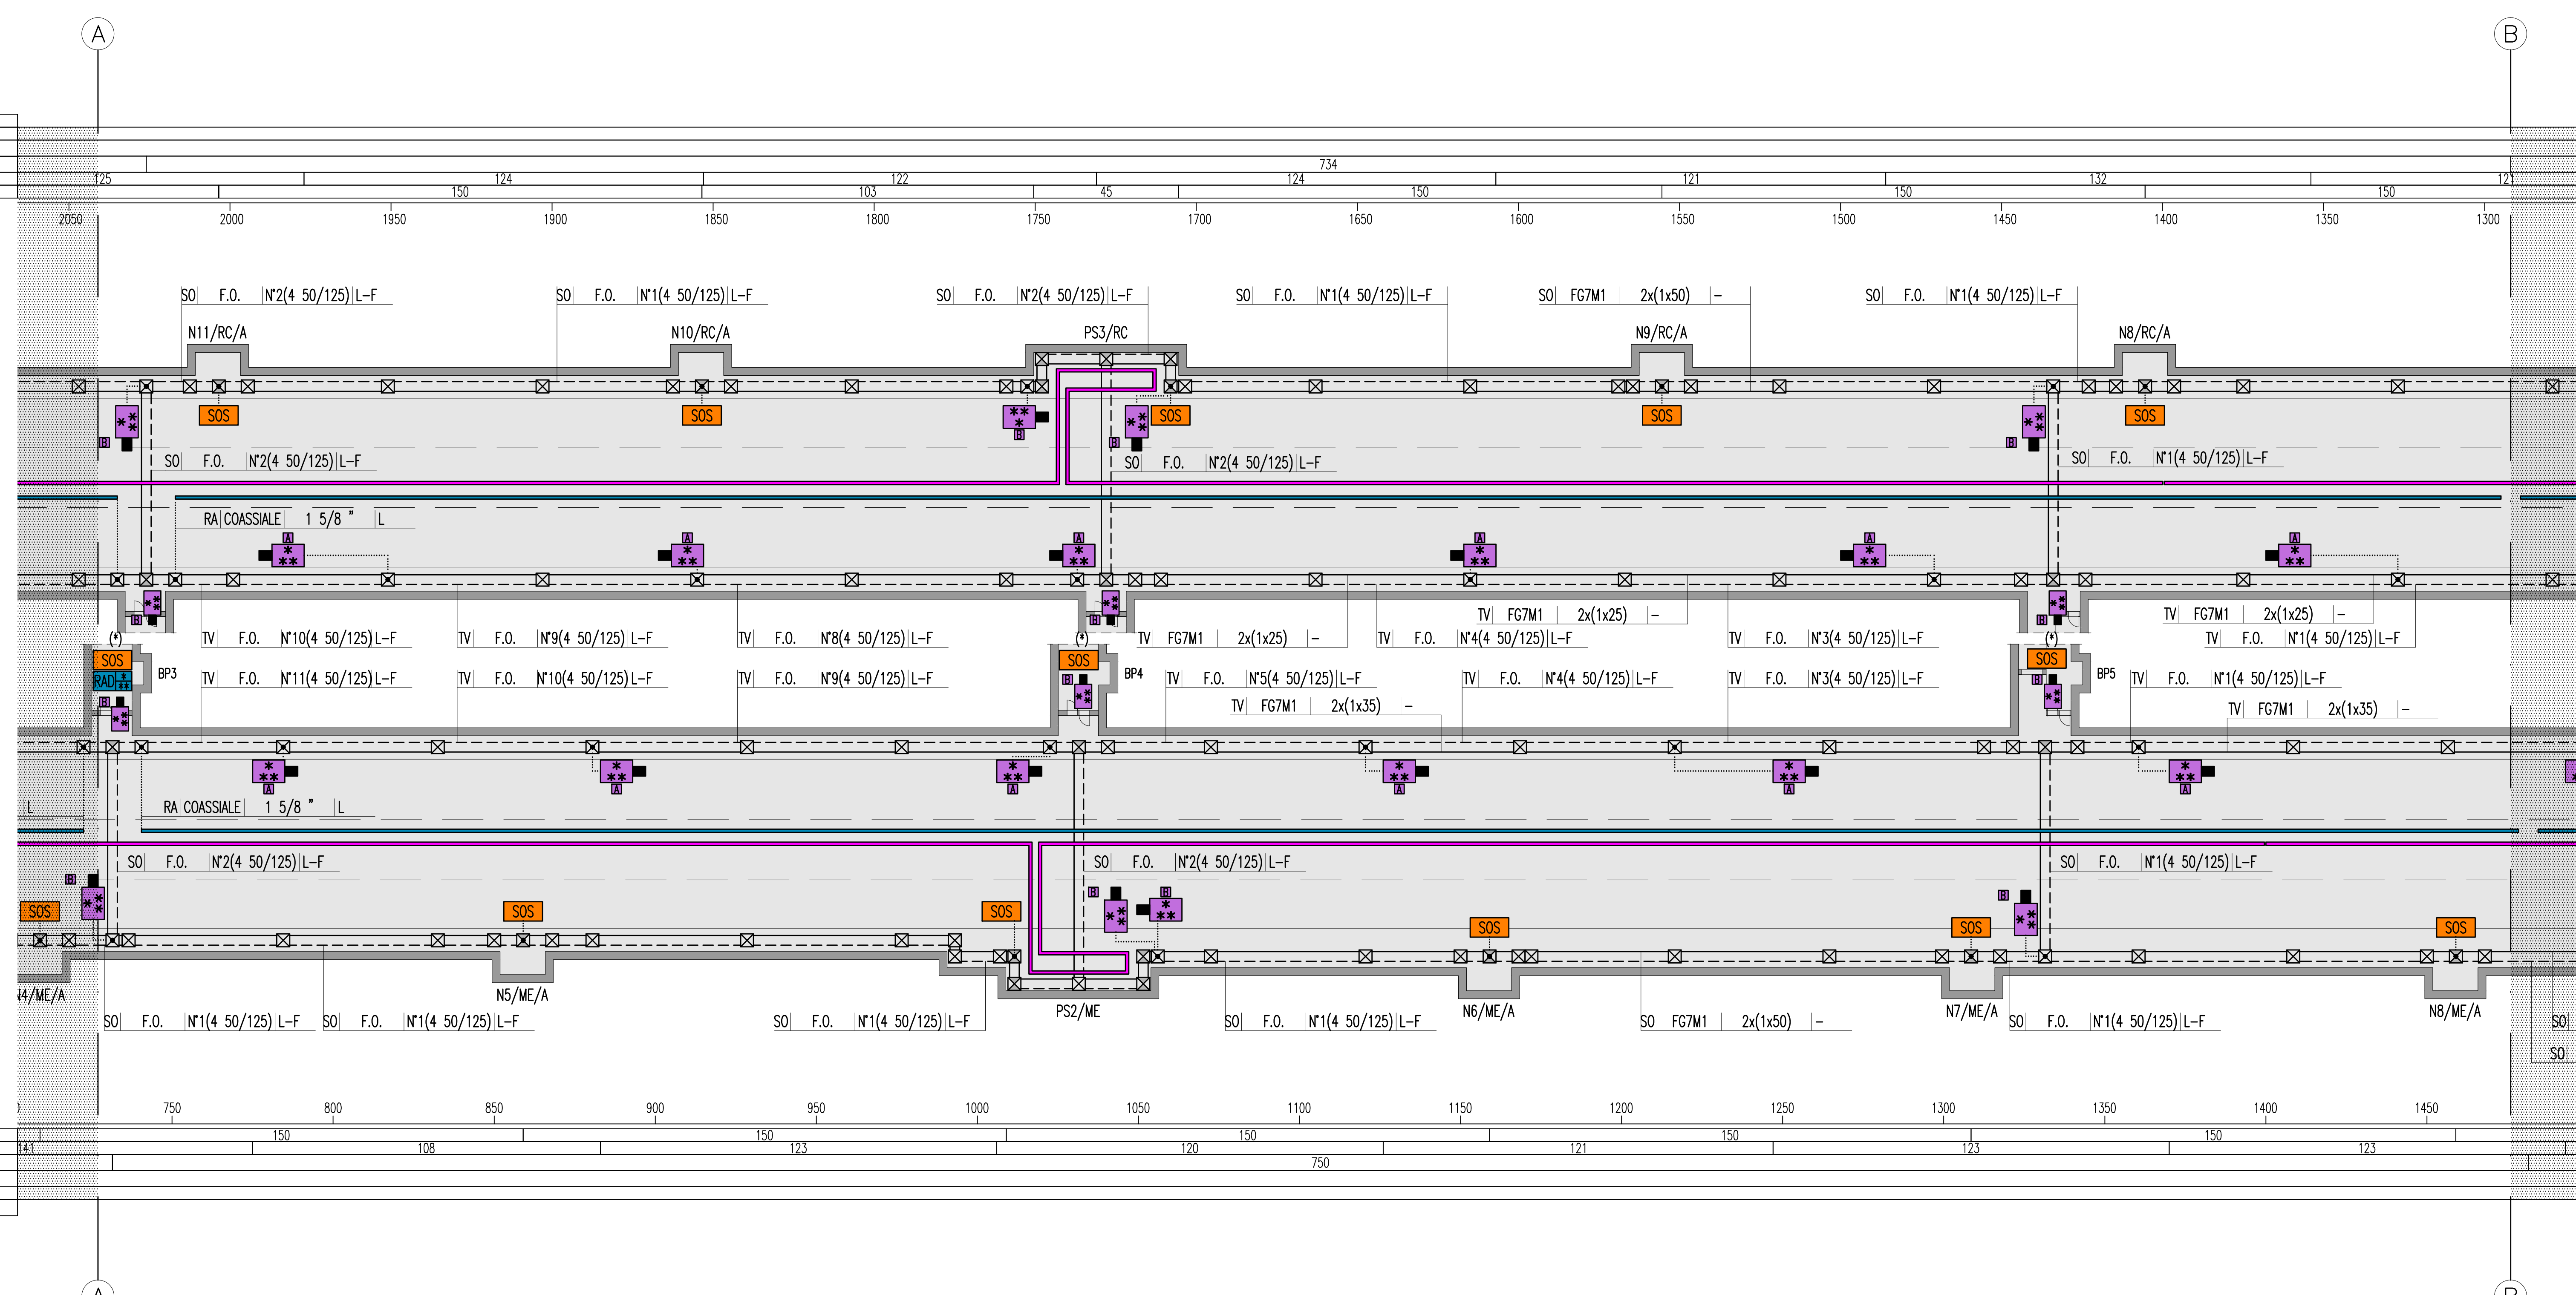 A B
734
125 124 122 124 121 132 121
150 103 45 150 150 150
2050 2000 1950 1900 1850 1800 1750 1700 1650 1600 1550 1500 1450 1400 1350 1300
SO F.O. N°2(4 50/125) L-F
SO F.O. N°1(4 50/125) L-F
SO F.O. N°2(4 50/125) L-F
SO F.O. N°1(4 50/125) L-F
SO FG7M1 2x(1x50) -
SO F.O. N°1(4 50/125) L-F
N11/RC/A N10/RC/A PS3/RC N9/RC/A N8/RC/A
SOS SOS ** * SOS SOS SOS
B B B B
SO F.O. N°2(4 50/125) L-F
SO F.O. N°2(4 50/125) L-F
SO F.O. N°1(4 50/125) L-F
RA COASSIALE 1 5/8 " L
A A A A A A
* ** * ** * ** * ** * ** * **
B B B
TV FG7M1 2x(1x25) -
TV FG7M1 2x(1x25) -
(*) (*) (*)
TV F.O. N°10(4 50/125) L-F
TV F.O. N°9(4 50/125) L-F
TV F.O. N°8(4 50/125) L-F
TV FG7M1 2x(1x25) -
TV F.O. N°4(4 50/125) L-F
TV F.O. N°3(4 50/125) L-F
TV F.O. N°1(4 50/125) L-F
SOS SOS SOS
RAD * **
BP3 BP4 BP5
TV F.O. N°11(4 50/125) L-F
TV F.O. N°10(4 50/125) L-F
TV F.O. N°9(4 50/125) L-F
TV F.O. N°5(4 50/125) L-F
TV F.O. N°4(4 50/125) L-F
TV F.O. N°3(4 50/125) L-F
TV F.O. N°1(4 50/125) L-F
B B B
TV FG7M1 2x(1x35) -
TV FG7M1 2x(1x35) -
* ** * ** * ** * ** * ** * **
A A A A A A
L
RA COASSIALE 1 5/8 " L
SO F.O. N°2(4 50/125) L-F
SO F.O. N°2(4 50/125) L-F
SO F.O. N°1(4 50/125) L-F
B B B B
SOS SOS SOS SOS SOS SOS
N4/ME/A N5/ME/A PS2/ME N6/ME/A N7/ME/A N8/ME/A
SO F.O. N°1(4 50/125) L-F
SO F.O. N°1(4 50/125) L-F
SO F.O. N°1(4 50/125) L-F
SO F.O. N°1(4 50/125) L-F
SO FG7M1 2x(1x50) -
SO F.O. N°1(4 50/125) L-F
SO
SO
750 800 850 900 950 1000 1050 1100 1150 1200 1250 1300 1350 1400 1450
150 150 150 150 150
141 108 123 120 121 123 123
750